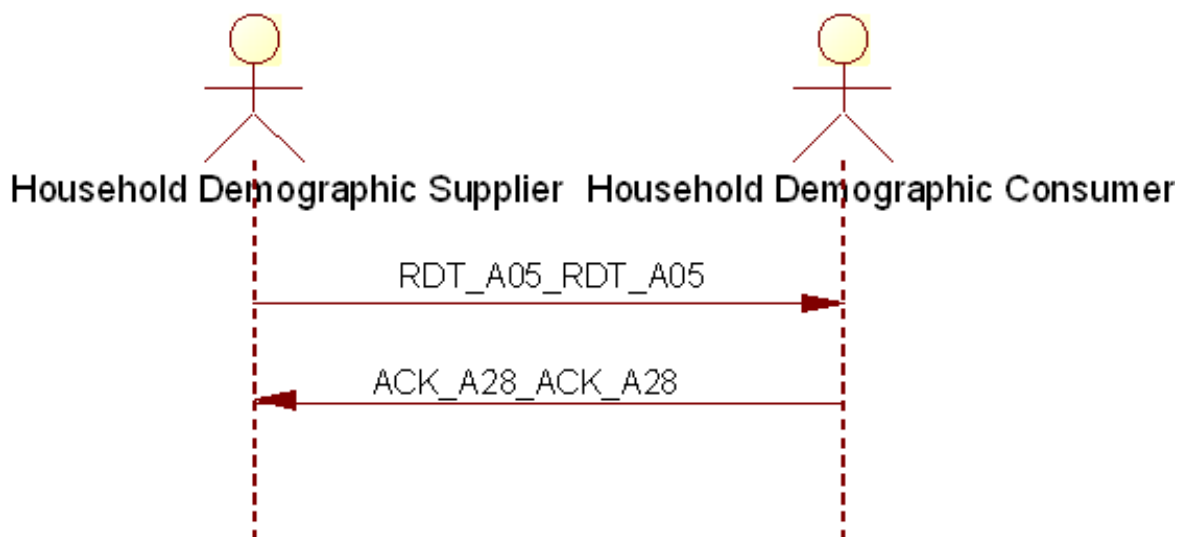 Household Demographic Supplier
Household Demographic Consumer
RDT_A05_RDT_A05
ACK_A28_ACK_A28